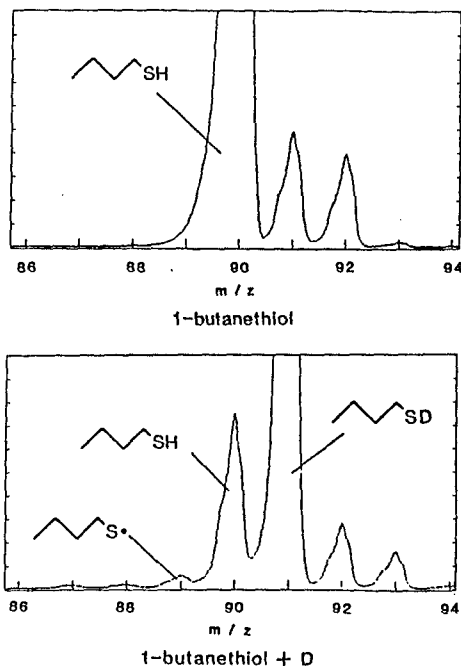 SH
86 88 90 92 94
m / z
1-butanethiol
SH
SD
S•
86 88 90 92 94
m / z
1-butanethiol + D